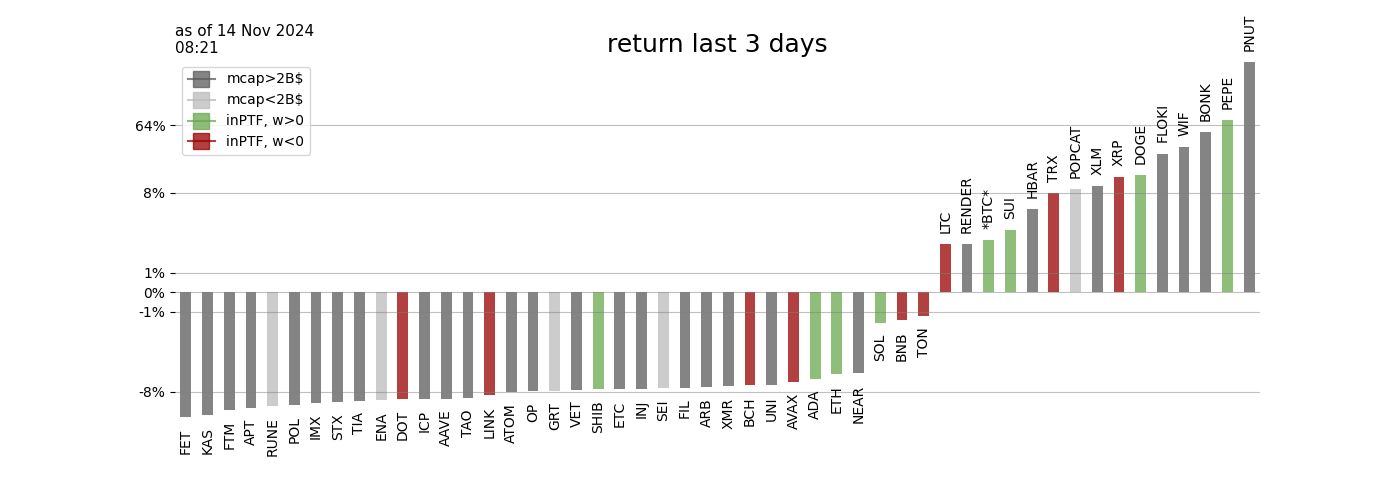 as of 14 Nov 2024
08:21
return last 3 days
mcap>2B$
mcap<2B$
inPTF, w>0
inPTF, w<0
64%
8%
1%
0%
-1%
-8%
FET
KAS
FTM
APT
RUNE
POL
IMX
STX
TIA
ENA
DOT
ICP
AAVE
TAO
LINK
ATOM
OP
GRT
VET
SHIB
ETC
INJ
SEI
FIL
ARB
XMR
BCH
UNI
AVAX
ADA
ETH
NEAR
SOL
BNB
TON
LTC
RENDER
*BTC*
SUI
HBAR
TRX
POPCAT
XLM
XRP
DOGE
FLOKI
WIF
BONK
PEPE
PNUT